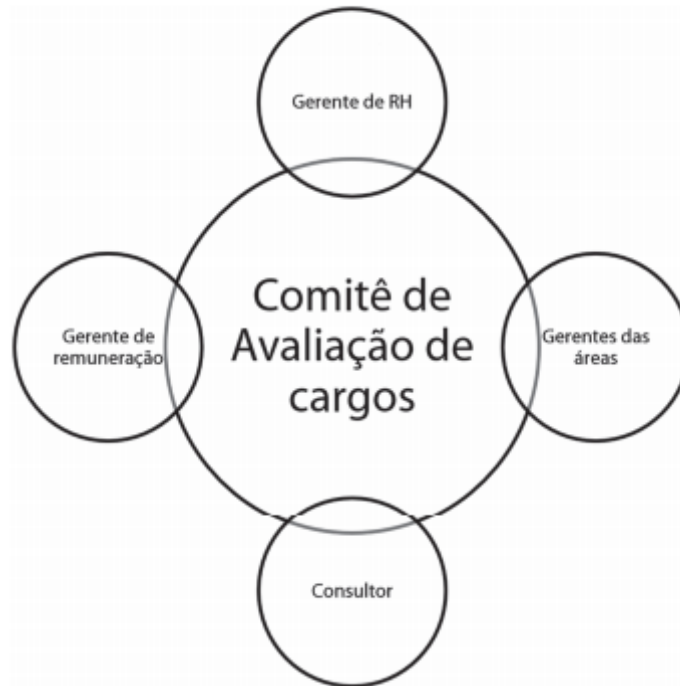 Gerente de RH
Comitê de
Avaliação de
cargos
Gerente de
remuneração
Gerentes das
áreas
Consultor